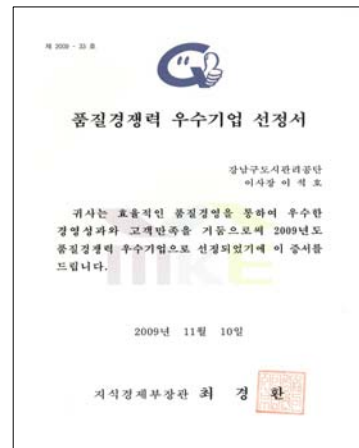 제 2009 - 33 호
품질경쟁력 우수기업 선정서
강남구도시관리공단
이사장 이 석 호
귀사는 효율적인 품질경영을 통하여 우수한
경영성과와 고객만족을 거둠으로써 2009년도
품질경쟁력 우수기업으로 선정되었기에 이 증서를
드립니다.
MKE
2009년 11월 10일
지식경제부장관 최 경 환